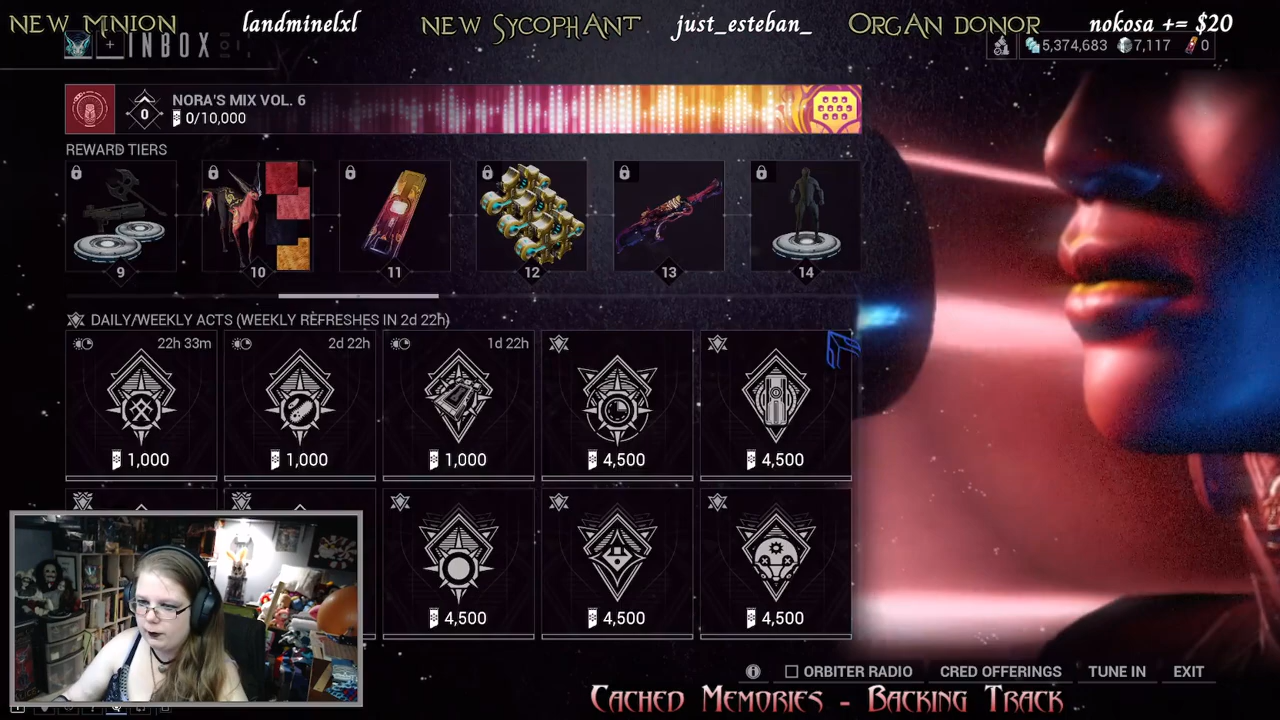 NEW MINION landminelxl NEW SYCOPHANT just_esteban_ ORGAN DONOR nokosa += $20
INBOX
5,374,683 7,117 0
NORA'S MIX VOL. 6
0 0/10,000
REWARD TIERS
9 10 11 12 13 14
DAILY/WEEKLY ACTS (WEEKLY REFRESHES IN 2d 22h)
22h 33m 2d 22h 1d 22h
1,000 1,000 1,000 4,500 4,500
4,500 4,500 4,500
ORBITER RADIO CRED OFFERINGS TUNE IN EXIT
CACHED MEMORIES - BACKING TRACK